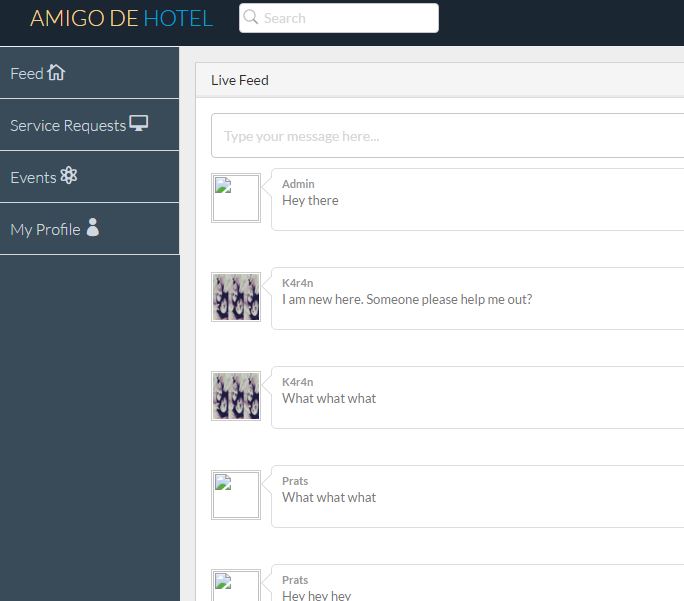 AMIGO DE HOTEL
Search
Feed
Service Requests
Events
My Profile
Live Feed
Type your message here...
Admin
Hey there
K4r4n
I am new here. Someone please help me out?
K4r4n
What what what
Prats
What what what
Prats
Hey hey hey